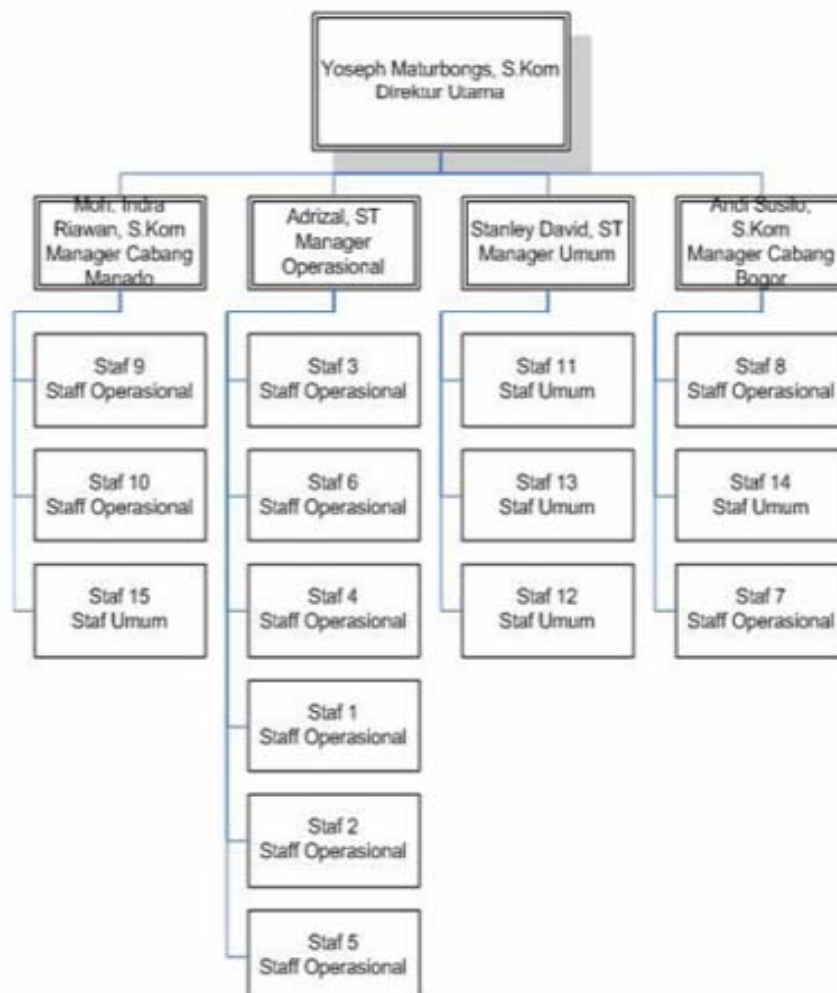 Yoseph Maturbongs, S.Kom
Direktur Utama
Moh. Indra
Riawan, S.Kom
Manager Cabang
Manado
Adrizal, ST
Manager
Operasional
Stanley David, ST
Manager Umum
Andi Susilo,
S.Kom
Manager Cabang
Bogor
Staf 9
Staff Operasional
Staf 10
Staff Operasional
Staf 15
Staf Umum
Staf 3
Staff Operasional
Staf 6
Staff Operasional
Staf 4
Staff Operasional
Staf 1
Staff Operasional
Staf 2
Staff Operasional
Staf 5
Staff Operasional
Staf 11
Staf Umum
Staf 13
Staf Umum
Staf 12
Staf Umum
Staf 8
Staff Operasional
Staf 14
Staf Umum
Staf 7
Staff Operasional